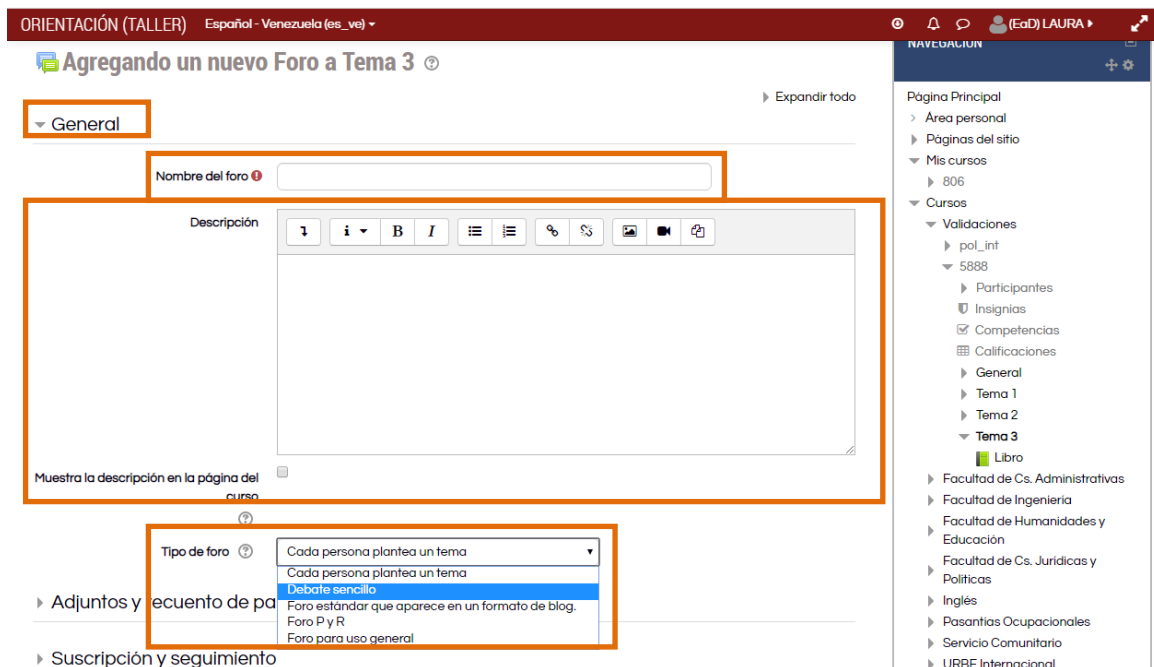 ORIENTACIÓN (TALLER) Español - Venezuela (es_ve)
(EaD) LAURA
Agregando un nuevo Foro a Tema 3
Expandir todo
General
Nombre del foro
Descripción
i B I
Muestra la descripción en la página del
curso
Tipo de foro Cada persona plantea un tema
Cada persona plantea un tema
Debate sencillo
Foro estándar que aparece en un formato de blog.
Foro P y R
Foro para uso general
Adjuntos y recuento de pa
Suscripción y seguimiento
NAVEGACIÓN
Página Principal
Área personal
Páginas del sitio
Mis cursos
806
Cursos
Validaciones
pol_int
5888
Participantes
Insignias
Competencias
Calificaciones
General
Tema 1
Tema 2
Tema 3
Libro
Facultad de Cs. Administrativas
Facultad de Ingeniería
Facultad de Humanidades y
Educación
Facultad de Cs. Jurídicas y
Políticas
Inglés
Pasantías Ocupacionales
Servicio Comunitario
URBE Internacional